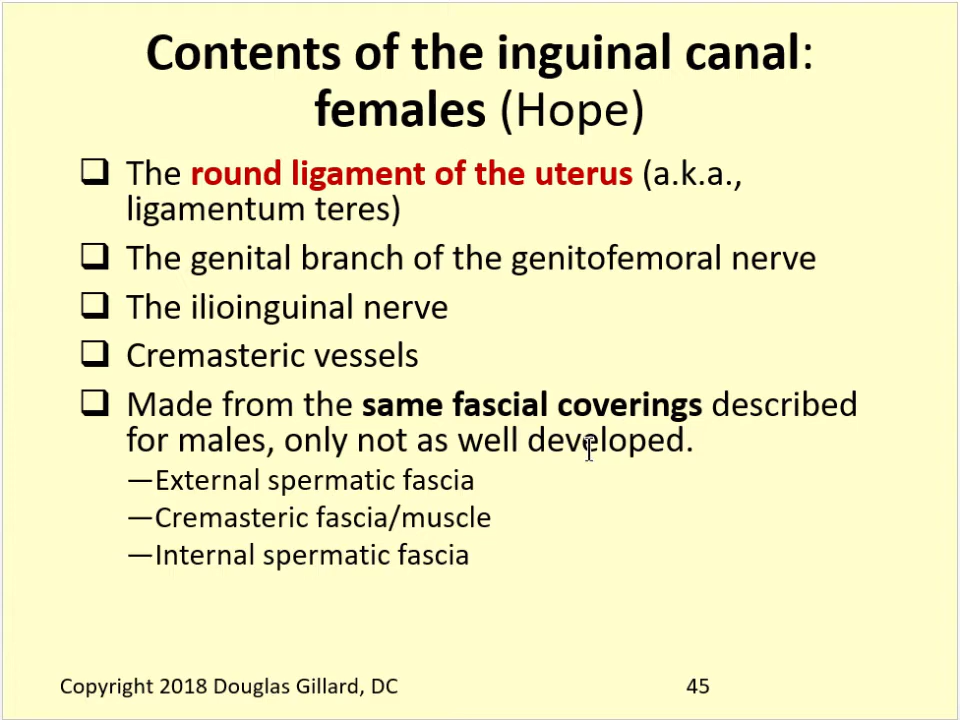 Contents of the inguinal canal:
females (Hope)
❑ The round ligament of the uterus (a.k.a.,
ligamentum teres)
❑ The genital branch of the genitofemoral nerve
❑ The ilioinguinal nerve
❑ Cremasteric vessels
❑ Made from the same fascial coverings described
for males, only not as well developed.
—External spermatic fascia
—Cremasteric fascia/muscle
—Internal spermatic fascia
Copyright 2018 Douglas Gillard, DC 45